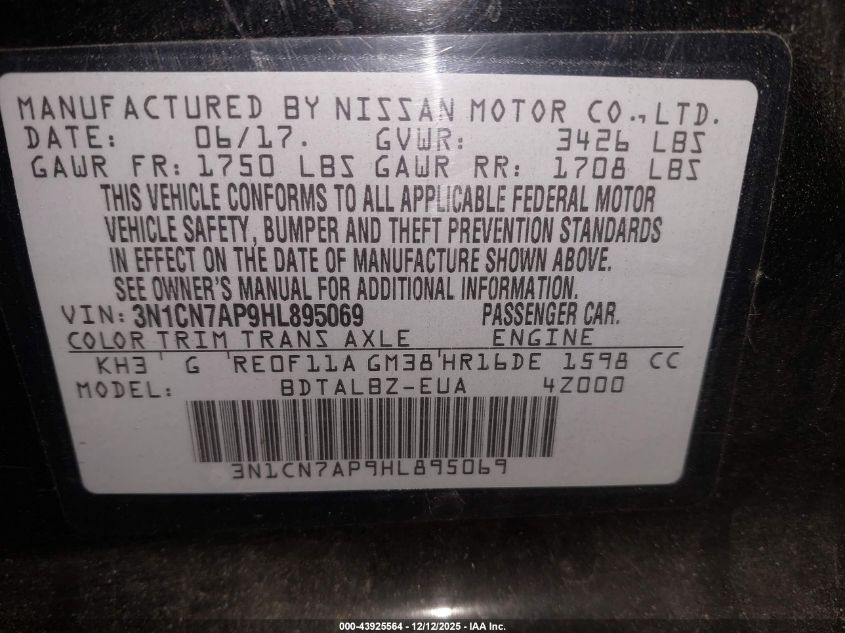 MANUFACTURED BY NISSAN MOTOR CO., LTD.
DATE: 06/17. GVWR: 3426 LBS
GAWR FR: 1750 LBS GAWR RR: 1708 LBS
THIS VEHICLE CONFORMS TO ALL APPLICABLE FEDERAL MOTOR
VEHICLE SAFETY, BUMPER AND THEFT PREVENTION STANDARDS
IN EFFECT ON THE DATE OF MANUFACTURE SHOWN ABOVE.
SEE OWNER'S MANUAL FOR ADDITIONAL INFORMATION.
VIN: 3N1CN7AP9HL895069 PASSENGER CAR.
COLOR TRIM TRANS AXLE ENGINE
KH3 G RE0F11A GM38 HR16DE 1598 CC
MODEL: BDTALBZ-EUA 4Z000
3N1CN7AP9HL895069
000-43925564 - 12/12/2025 - IAA Inc.